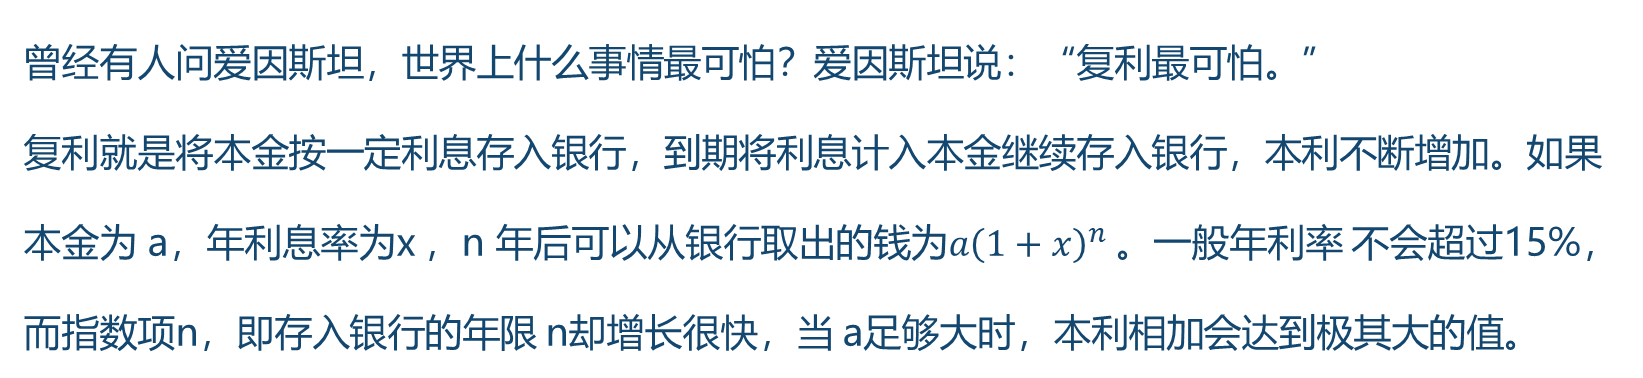 曾经有人问爱因斯坦，世界上什么事情最可怕？爱因斯坦说：“复利最可怕。”
复利就是将本金按一定利息存入银行，到期将利息计入本金继续存入银行，本利不断增加。如果
本金为 a，年利息率为x ，n 年后可以从银行取出的钱为a(1 + x)ⁿ 。一般年利率 不会超过15%，
而指数项n，即存入银行的年限 n却增长很快，当 a足够大时，本利相加会达到极其大的值。